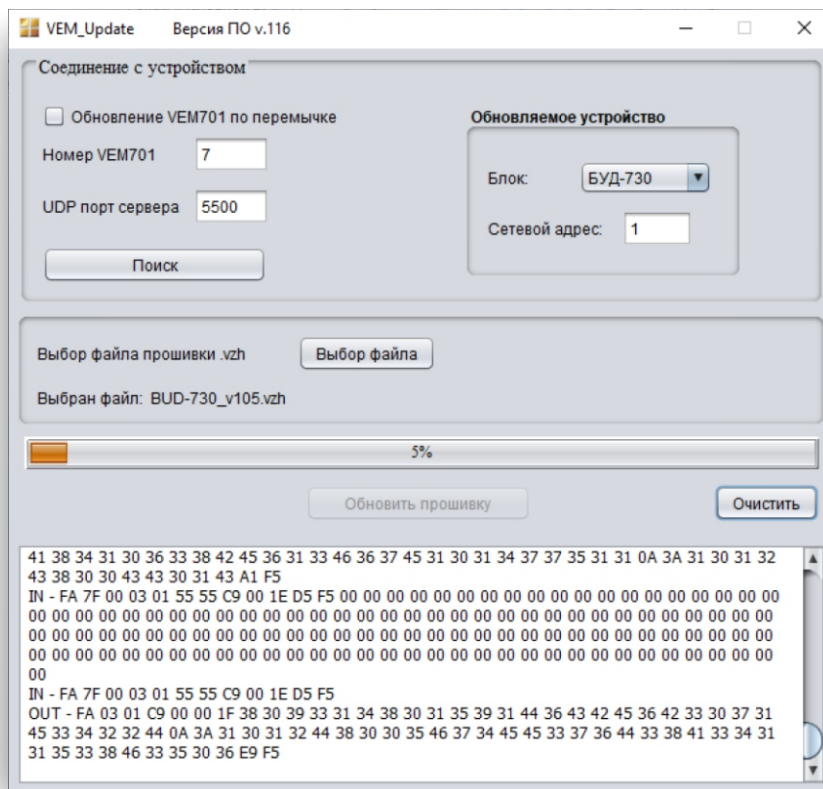 VEM_Update Версия ПО v.116
Соединение с устройством
Обновление VEM701 по перемычке
Номер VEM701 7
UDP порт сервера 5500
Поиск
Обновляемое устройство
Блок: БУД-730
Сетевой адрес: 1
Выбор файла прошивки .vzh Выбор файла
Выбран файл: BUD-730_v105.vzh
5%
Обновить прошивку Очистить
41 38 34 31 30 36 33 38 42 45 36 31 33 46 36 37 45 31 30 31 34 37 37 35 31 31 0A 3A 31 30 31 32
43 38 30 30 43 43 30 31 43 A1 F5
IN - FA 7F 00 03 01 55 55 C9 00 1E D5 F5 00 00 00 00 00 00 00 00 00 00 00 00 00 00 00 00 00 00 00
00 00 00 00 00 00 00 00 00 00 00 00 00 00 00 00 00 00 00 00 00 00 00 00 00 00 00 00 00 00 00 00
00 00 00 00 00 00 00 00 00 00 00 00 00 00 00 00 00 00 00 00 00 00 00 00 00 00 00 00 00 00 00 00
00 00 00 00 00 00 00 00 00 00 00 00 00 00 00 00 00 00 00 00 00 00 00 00 00 00 00 00 00 00 00 00
00
IN - FA 7F 00 03 01 55 55 C9 00 1E D5 F5
OUT - FA 03 01 C9 00 00 1F 38 30 39 33 31 34 38 30 31 35 39 31 44 36 43 42 45 36 42 33 30 37 31
45 33 34 32 32 44 0A 3A 31 30 31 32 44 38 30 30 35 46 37 34 45 45 33 37 36 44 33 38 41 33 34 31
31 35 33 38 46 33 35 30 36 E9 F5